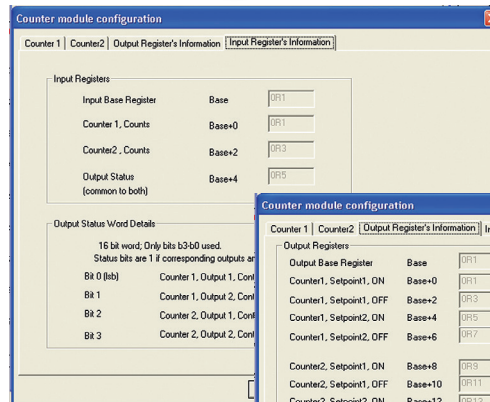 Counter module configuration
Counter 1 | Counter2 | Output Register's Information | Input Register's Information
Input Registers
Input Base Register Base 0R1
Counter 1, Counts Base+0 0R1
Counter2 , Counts Base+2 0R3
Output Status Base+4 0R5
(common to both)
Output Status Word Details
16 bit word; Only bits b3-b0 used.
Status bits are 1 if corresponding outputs
Bit 0 (lsb) Counter 1, Output 1,
Bit 1 Counter 1, Output 2,
Bit 2 Counter 2, Output 1,
Bit 3 Counter 2, Output 2,
Counter module configuration
Counter 1 | Counter2 | Output Register's Information
Output Registers
Output Base Register Base 0R1
Counter1, Setpoint1, ON Base+0 0R1
Counter1, Setpoint1, OFF Base+2 0R3
Counter1, Setpoint2, ON Base+4 0R5
Counter1, Setpoint2, OFF Base+6 0R7
Counter2, Setpoint1, ON Base+8 0R9
Counter2, Setpoint1, OFF Base+10 0R11
Counter2, Setpoint2, ON Base+12 0R13